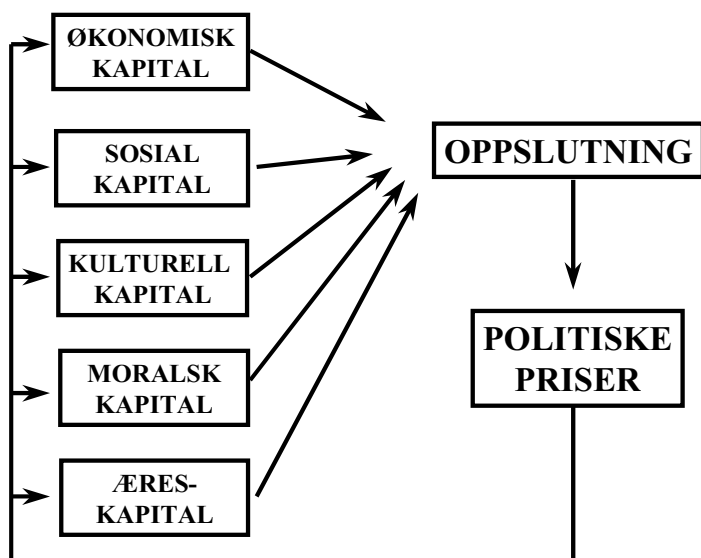 ØKONOMISK
KAPITAL
SOSIAL
KAPITAL
KULTURELL
KAPITAL
MORALSK
KAPITAL
ÆRES-
KAPITAL
OPPSLUTNING
POLITISKE
PRISER